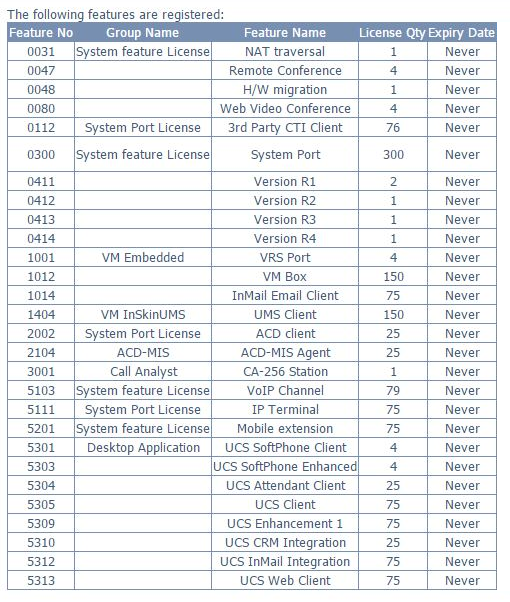 The following features are registered:
Feature No Group Name Feature Name License Qty Expiry Date
0031 System feature License NAT traversal 1 Never
0047 Remote Conference 4 Never
0048 H/W migration 1 Never
0080 Web Video Conference 4 Never
0112 System Port License 3rd Party CTI Client 76 Never
0300 System feature License System Port 300 Never
0411 Version R1 2 Never
0412 Version R2 1 Never
0413 Version R3 1 Never
0414 Version R4 1 Never
1001 VM Embedded VRS Port 4 Never
1012 VM Box 150 Never
1014 InMail Email Client 75 Never
1404 VM InSkinUMS UMS Client 150 Never
2002 System Port License ACD client 25 Never
2104 ACD-MIS ACD-MIS Agent 25 Never
3001 Call Analyst CA-256 Station 1 Never
5103 System feature License VoIP Channel 79 Never
5111 System Port License IP Terminal 75 Never
5201 System feature License Mobile extension 75 Never
5301 Desktop Application UCS SoftPhone Client 4 Never
5303 UCS SoftPhone Enhanced 4 Never
5304 UCS Attendant Client 25 Never
5305 UCS Client 75 Never
5309 UCS Enhancement 1 75 Never
5310 UCS CRM Integration 25 Never
5312 UCS InMail Integration 75 Never
5313 UCS Web Client 75 Never